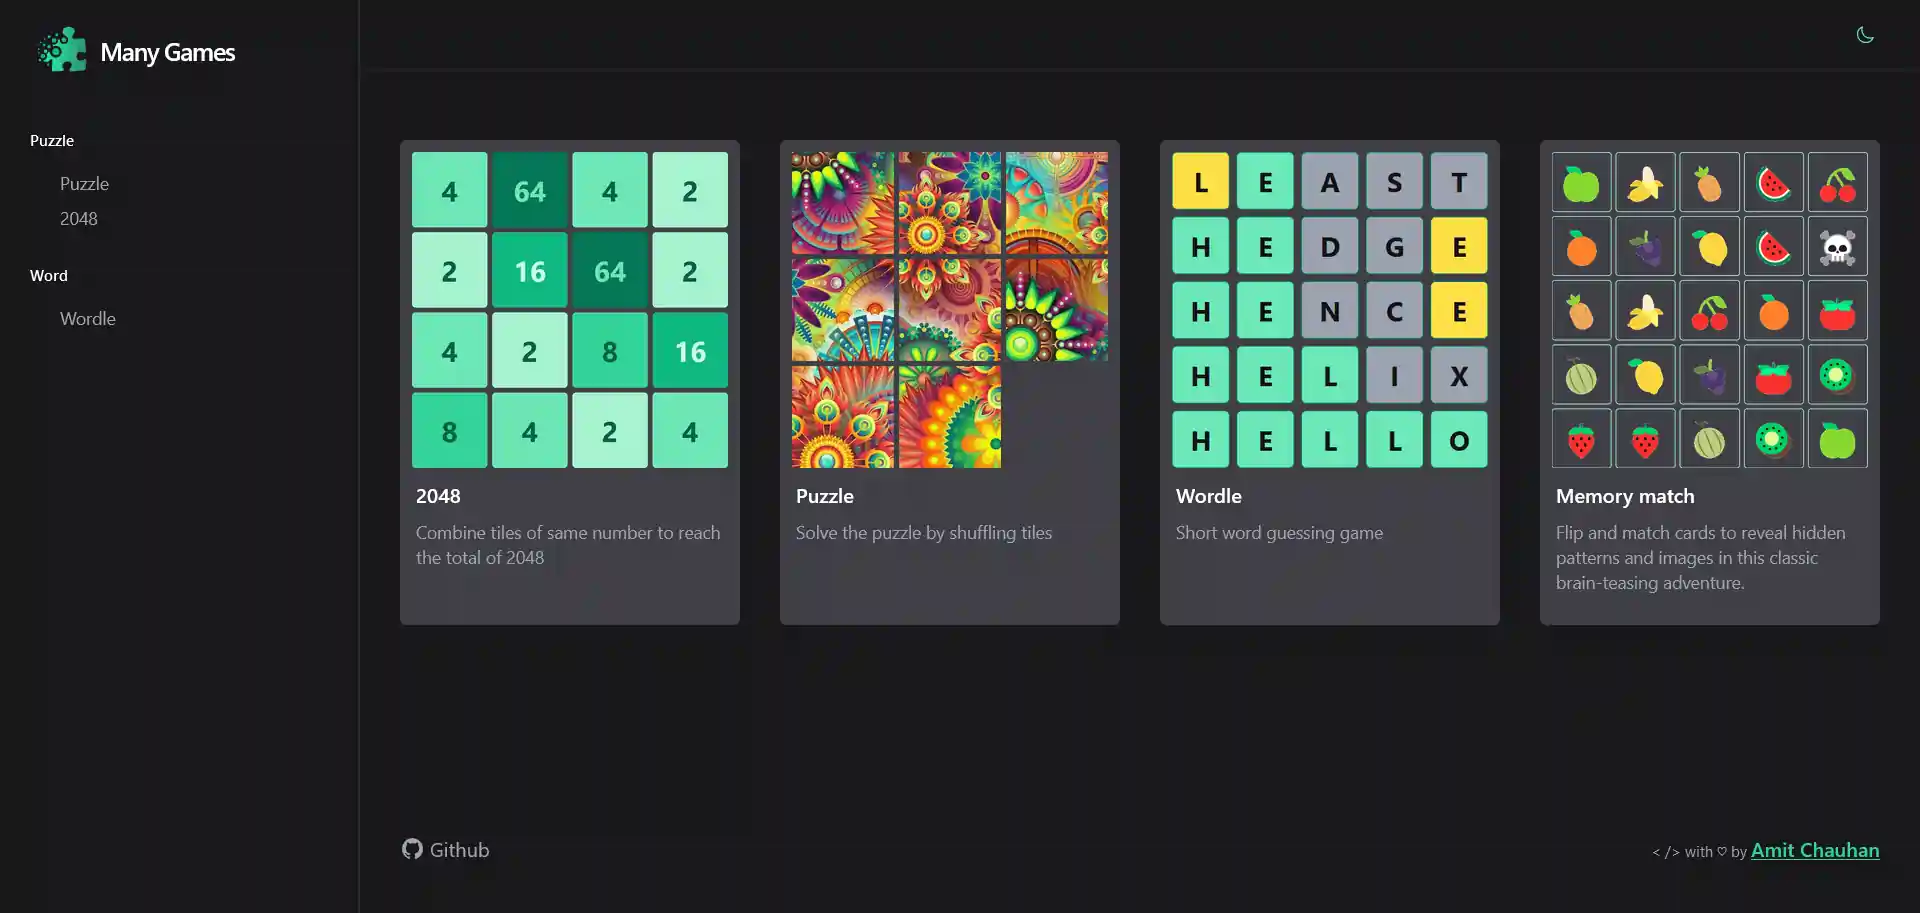 Many Games
Puzzle
Puzzle
2048
Word
Wordle
4 64 4 2
2 16 64 2
4 2 8 16
8 4 2 4
2048
Combine tiles of same number to reach
the total of 2048
Puzzle
Solve the puzzle by shuffling tiles
L E A S T
H E D G E
H E N C E
H E L I X
H E L L O
Wordle
Short word guessing game
Memory match
Flip and match cards to reveal hidden
patterns and images in this classic
brain-teasing adventure.
Github
</> with ♡ by Amit Chauhan